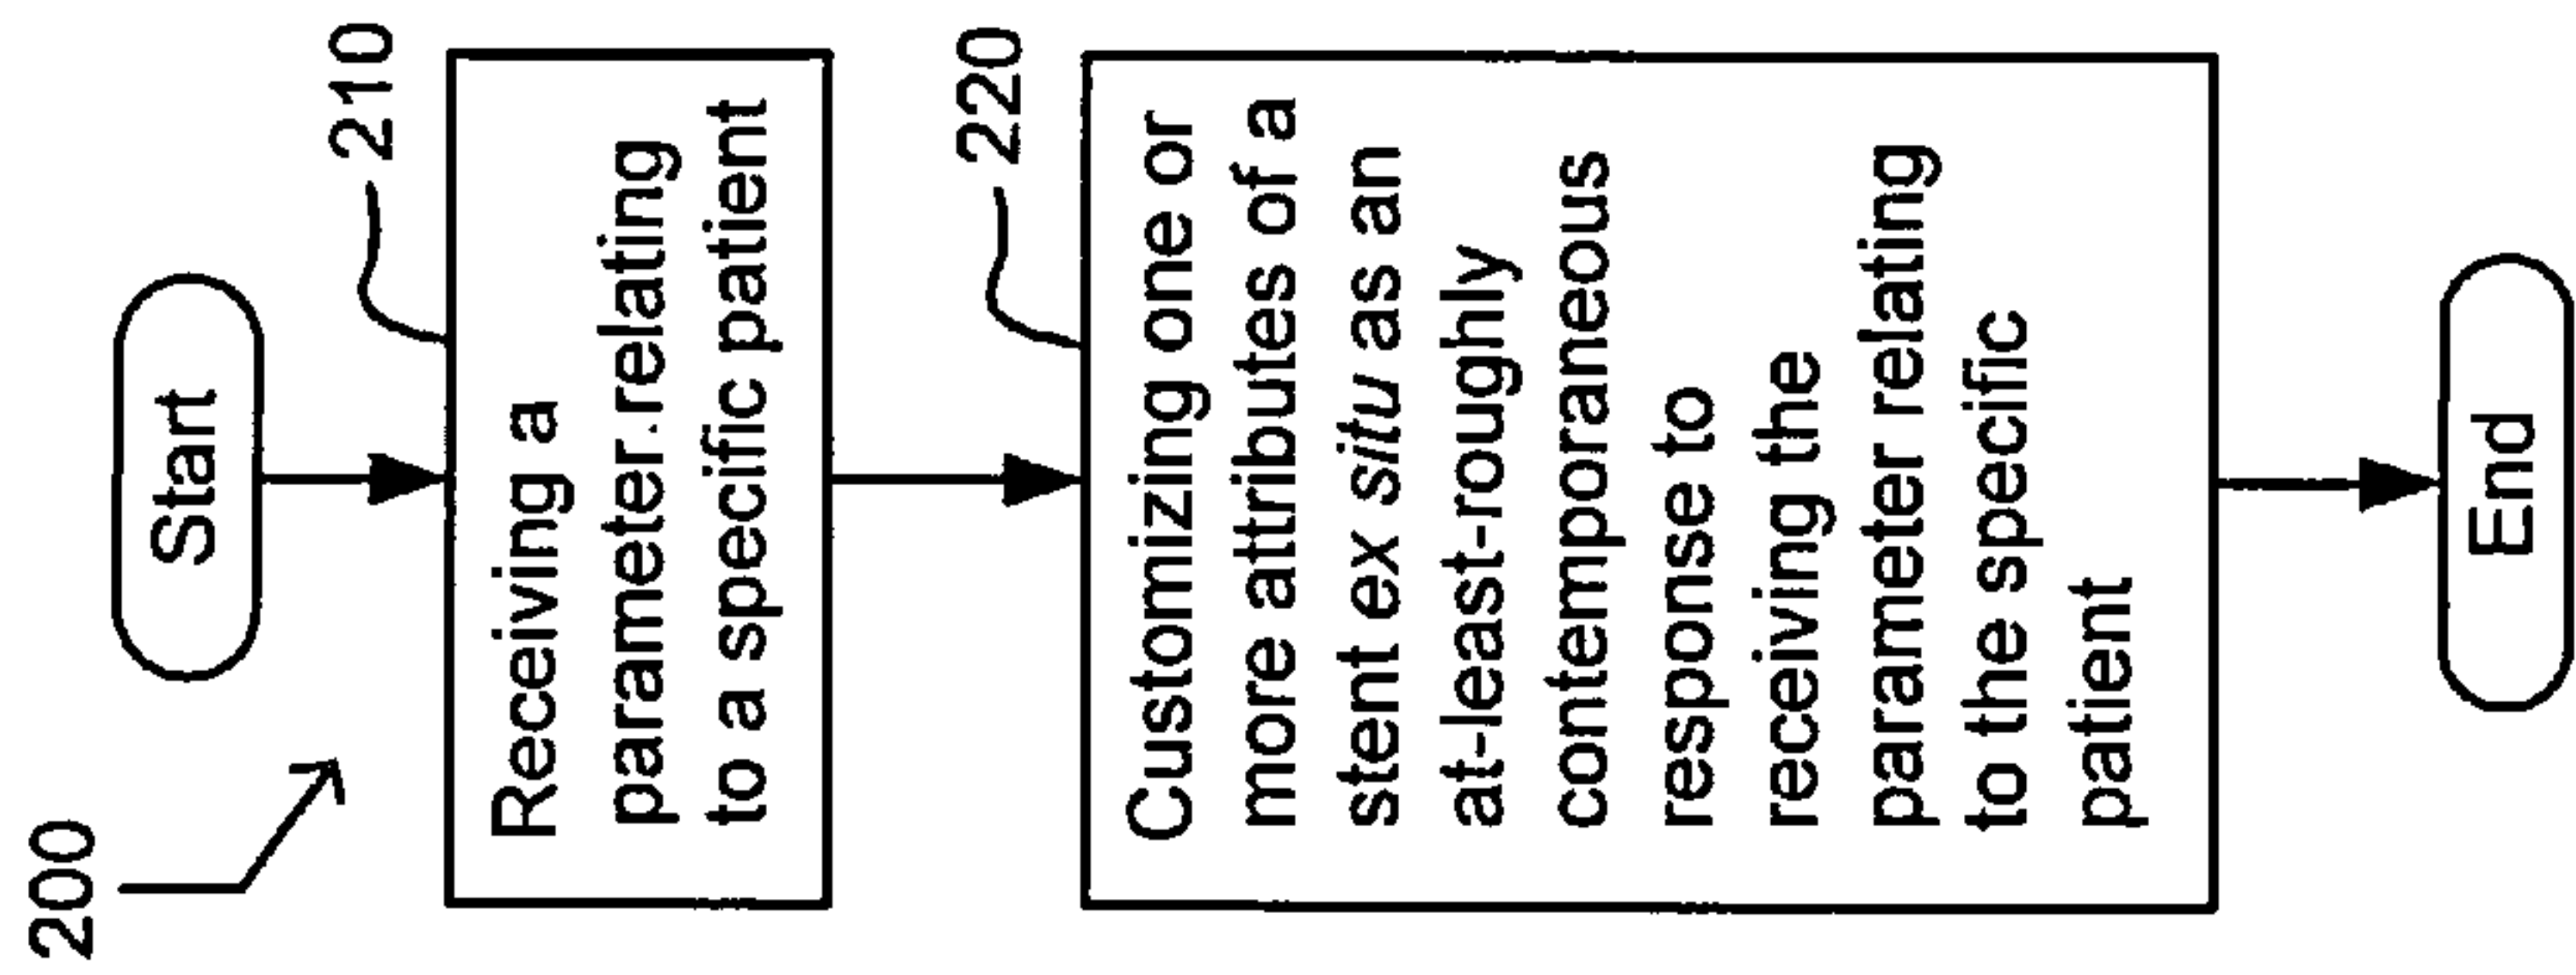 200
Start
210
Receiving a
parameter relating
to a specific patient
220
Customizing one or
more attributes of a
stent ex situ as an
at-least-roughly
contemporaneous
response to
receiving the
parameter relating
to the specific
patient
End